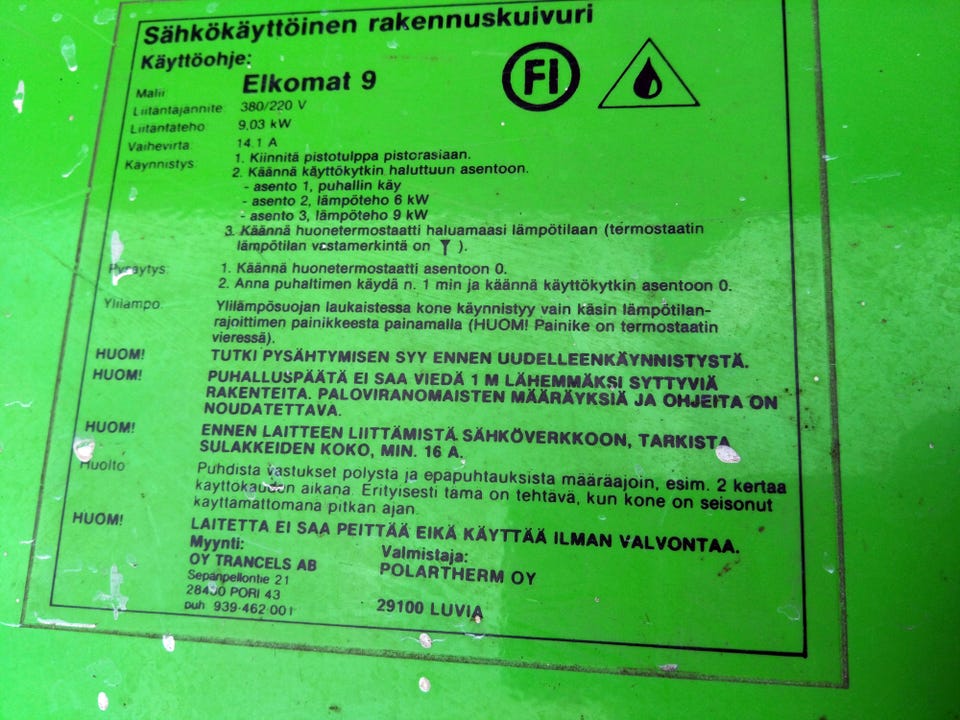 Sähkökäyttöinen rakennuskuivuri
Käyttöohje:
FI
Malli Elkomat 9
Liitäntäjännite: 380/220 V
Liitäntäteho 9,03 kW
Vaihevirta: 14.1 A
Käynnistys 1. Kiinnitä pistotulppa pistorasiaan.
2. Käännä käyttökytkin haluttuun asentoon.
- asento 1, puhallin käy
- asento 2, lämpöteho 6 kW
- asento 3, lämpöteho 9 kW
3. Käännä huonetermostaatti haluamaasi lämpötilaan (termostaatin
lämpötilan vastamerkintä on ).
Pysäytys: 1. Käännä huonetermostaatti asentoon 0.
2. Anna puhaltimen käydä n. 1 min ja käännä käyttökytkin asentoon 0.
Ylilämpö. Ylilämpösuojan laukaistessa kone käynnistyy vain käsin lämpötilan-
rajoittimen painikkeesta painamalla (HUOM! Painike on termostaatin
vieressä).
HUOM! TUTKI PYSÄHTYMISEN SYY ENNEN UUDELLEENKÄYNNISTYSTÄ.
HUOM! PUHALLUSPÄÄTÄ EI SAA VIEDÄ 1 M LÄHEMMÄKSI SYTTYVIÄ
RAKENTEITA. PALOVIRANOMAISTEN MÄÄRÄYKSIÄ JA OHJEITA ON
NOUDATETTAVA.
HUOM! ENNEN LAITTEEN LIITTÄMISTÄ SÄHKÖVERKKOON, TARKISTA
SULAKKEIDEN KOKO, MIN. 16 A.
Huolto Puhdista vastukset pölystä ja epäpuhtauksista määräajoin, esim. 2 kertaa
käyttökauden aikana. Erityisesti tämä on tehtävä, kun kone on seisonut
käyttämättömänä pitkän ajan.
HUOM! LAITETTA EI SAA PEITTÄÄ EIKÄ KÄYTTÄÄ ILMAN VALVONTAA.
Myynti: Valmistaja:
OY TRANCELS AB POLARTHERM OY
Sepänpellontie 21
28430 PORI 43 29100 LUVIA
puh 939-462 001